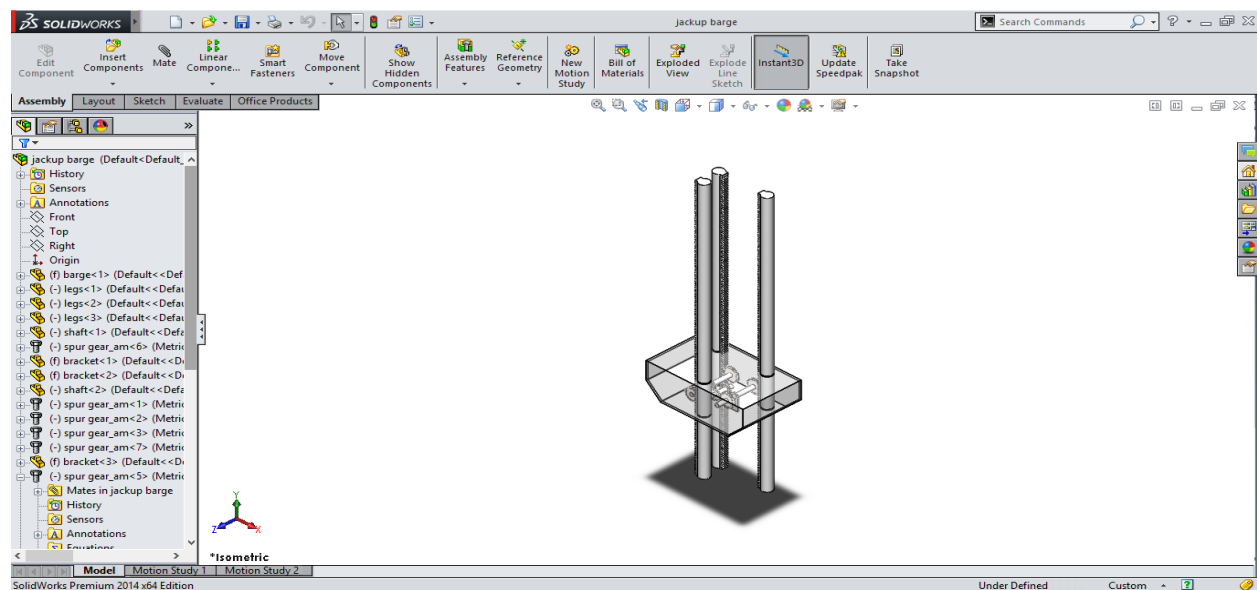 SOLIDWORKS
jackup barge
Search Commands
Edit Component
Insert Components
Mate
Linear Compone...
Smart Fasteners
Move Component
Show Hidden Components
Assembly Features
Reference Geometry
New Motion Study
Bill of Materials
Exploded View
Explode Line Sketch
Instant3D
Update Speedpak
Take Snapshot
Assembly Layout Sketch Evaluate Office Products
jackup barge (Default<Default_
History
Sensors
Annotations
Front
Top
Right
Origin
(f) barge<1> (Default<<Def
(-) legs<1> (Default<<Defau
(-) legs<2> (Default<<Defau
(-) legs<3> (Default<<Defau
(-) shaft<1> (Default<<Defa
(-) spur gear_am<6> (Metric
(f) bracket<1> (Default<<D
(f) bracket<2> (Default<<D
(-) shaft<2> (Default<<Defa
(-) spur gear_am<1> (Metric
(-) spur gear_am<2> (Metric
(-) spur gear_am<3> (Metric
(-) spur gear_am<7> (Metric
(f) bracket<3> (Default<<D
(-) spur gear_am<5> (Metric
Mates in jackup barge
History
Sensors
Annotations
Equations
Y
Z X
*Isometric
Model Motion Study 1 Motion Study 2
SolidWorks Premium 2014 x64 Edition
Under Defined Custom